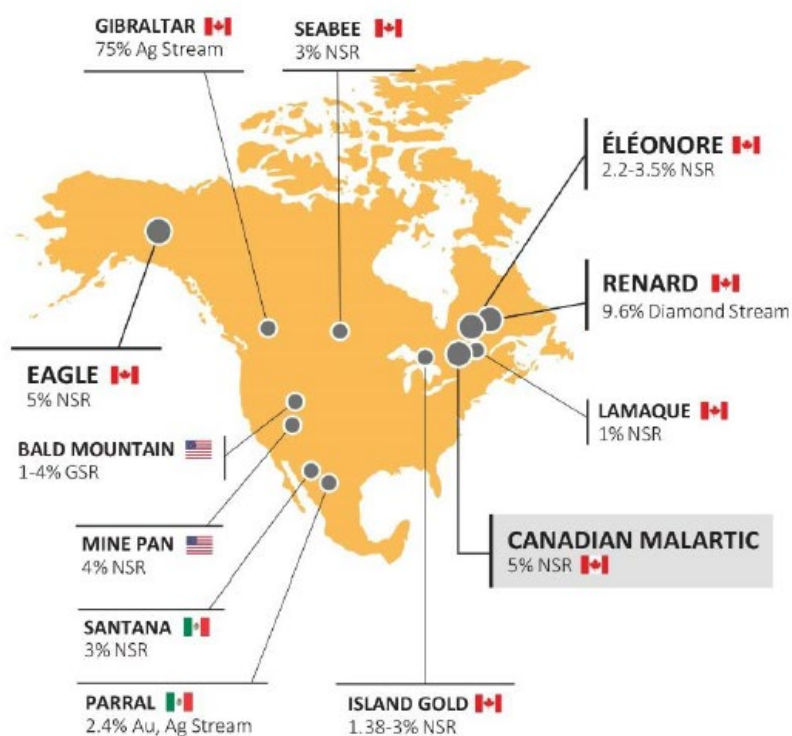 GIBRALTAR
75% Ag Stream
SEABEE
3% NSR
ÉLÉONORE
2.2-3.5% NSR
RENARD
9.6% Diamond Stream
EAGLE
5% NSR
LAMAQUE
1% NSR
BALD MOUNTAIN
1-4% GSR
CANADIAN MALARTIC
5% NSR
MINE PAN
4% NSR
SANTANA
3% NSR
PARRAL
2.4% Au, Ag Stream
ISLAND GOLD
1.38-3% NSR